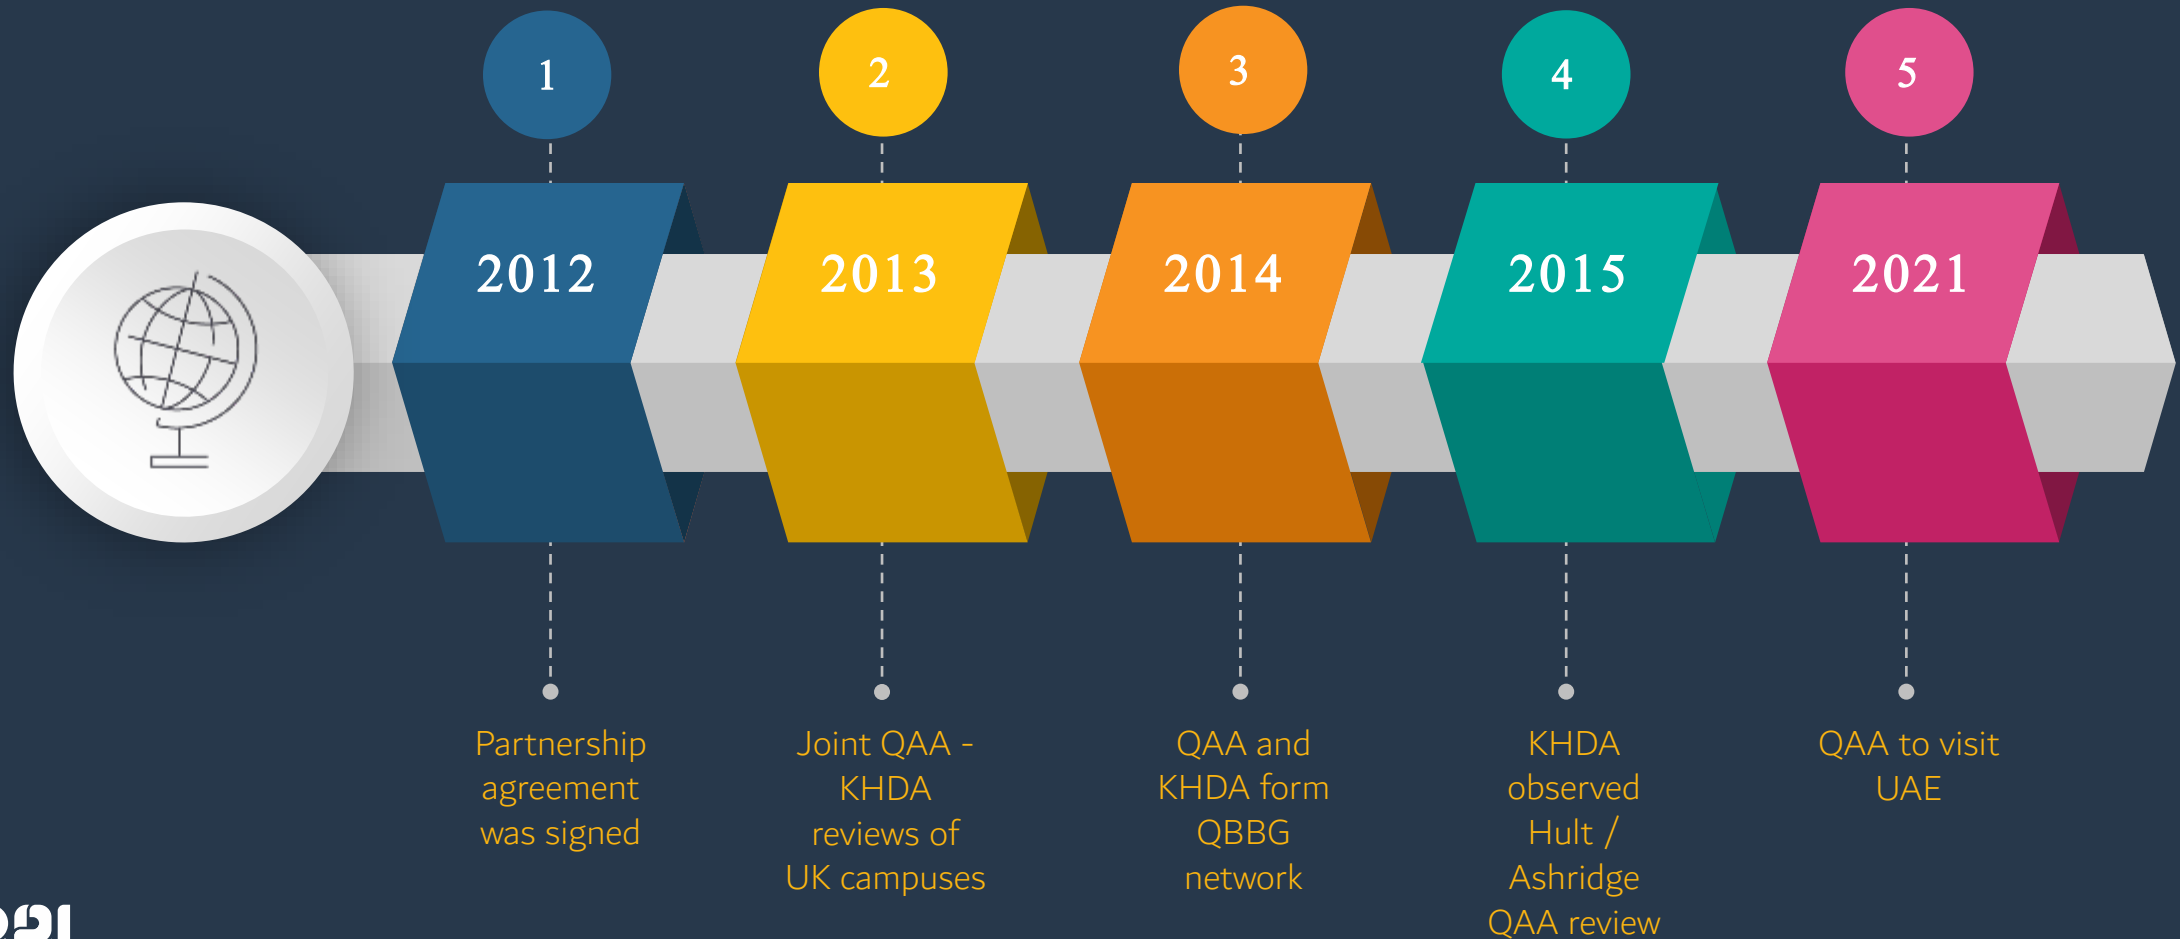 1
2
3
4
5
2012
2013
2014
2015
2021
Partnership
agreement
was signed
Joint QAA -
KHDA
reviews of
UK campuses
QAA and
KHDA form
QBBG
network
KHDA
observed
Hult /
Ashridge
QAA review
QAA to visit
UAE